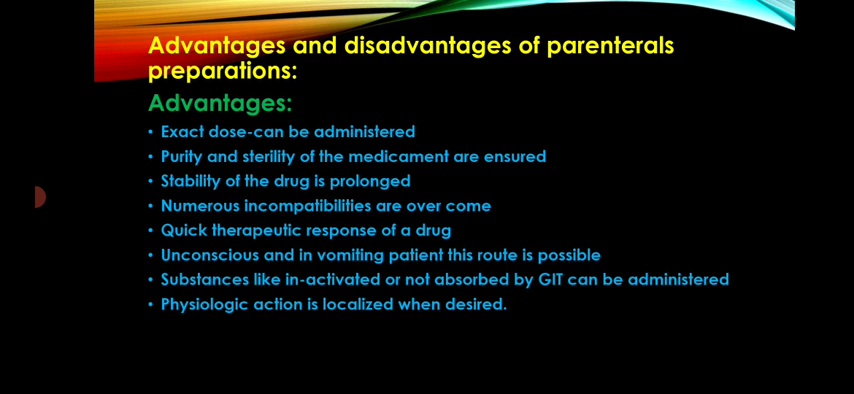 Advantages and disadvantages of parenterals
preparations:
Advantages:
• Exact dose-can be administered
• Purity and sterility of the medicament are ensured
• Stability of the drug is prolonged
• Numerous incompatibilities are over come
• Quick therapeutic response of a drug
• Unconscious and in vomiting patient this route is possible
• Substances like in-activated or not absorbed by GIT can be administered
• Physiologic action is localized when desired.